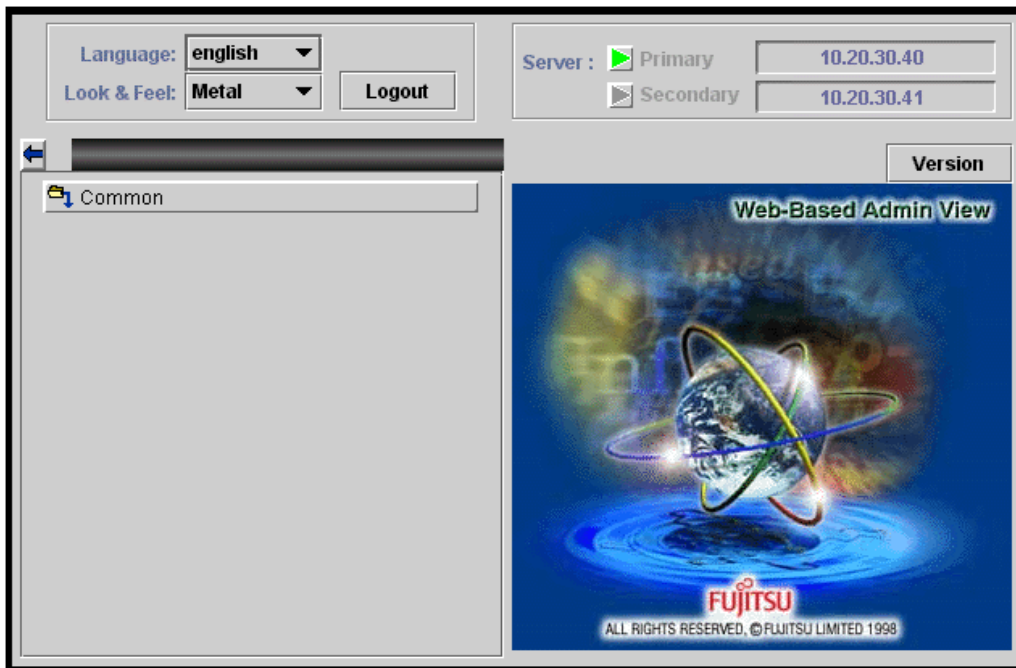 Language: english
Look & Feel: Metal Logout
Server : Primary 10.20.30.40
Secondary 10.20.30.41
Version
Common
Web-Based Admin View
FUJITSU
ALL RIGHTS RESERVED, © FUJITSU LIMITED 1998